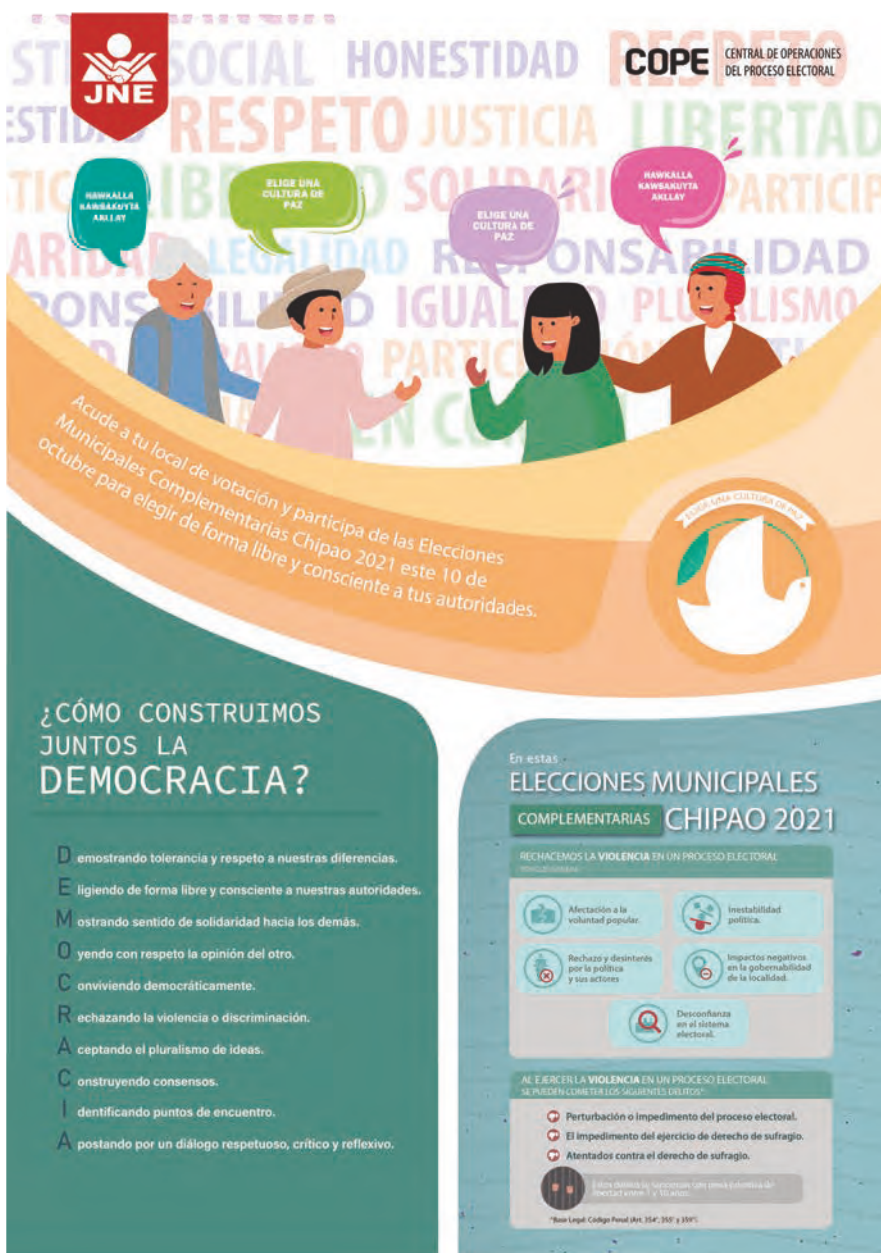 TOLERANCIA
SOCIAL HONESTIDAD RESPETO
JNE
COPE CENTRAL DE OPERACIONES
DEL PROCESO ELECTORAL
RESPETO JUSTICIA LIBERTAD
HAWKALLA
KAWSAKUYTA
AKLLAY
ELIGE UNA
CULTURA DE
PAZ
ELIGE UNA
CULTURA DE
PAZ
HAWKALLA
KAWSAKUYTA
AKLLAY
LEGALIDAD RESPONSABILIDAD
IGUALDAD PLURALISMO
Acude a tu local de votación y participa de las Elecciones
Municipales Complementarias Chipao 2021 este 10 de
octubre para elegir de forma libre y consciente a tus autoridades.
ELIGE UNA CULTURA DE PAZ
¿CÓMO CONSTRUIMOS
JUNTOS LA
DEMOCRACIA?
Demostrando tolerancia y respeto a nuestras diferencias.
Eligiendo de forma libre y consciente a nuestras autoridades.
Mostrando sentido de solidaridad hacia los demás.
Oyendo con respeto la opinión del otro.
Conviviendo democráticamente.
Rechazando la violencia o discriminación.
Aceptando el pluralismo de ideas.
Construyendo consensos.
Identificando puntos de encuentro.
Apostando por un diálogo respetuoso, crítico y reflexivo.
En estas
ELECCIONES MUNICIPALES
COMPLEMENTARIAS CHIPAO 2021
RECHACEMOS LA VIOLENCIA EN UN PROCESO ELECTORAL
Afectación a la
voluntad popular.
Inestabilidad
política.
Rechazo y desinterés
por la política
y sus actores
Impactos negativos
en la gobernabilidad
de la localidad.
Desconfianza
en el sistema
electoral.
AL EJERCER LA VIOLENCIA EN UN PROCESO ELECTORAL
SE PUEDEN COMETER LOS SIGUIENTES DELITOS*:
Perturbación o impedimento del proceso electoral.
El impedimento del ejercicio de derecho de sufragio.
Atentados contra el derecho de sufragio.
*Base Legal: Código Penal (Art. 354°, 355° y 359°)